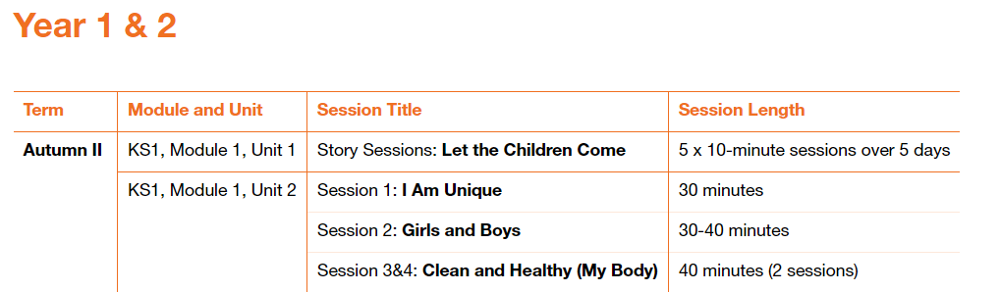 Year 1 & 2
Term Module and Unit Session Title Session Length
Autumn II KS1, Module 1, Unit 1 Story Sessions: Let the Children Come 5 x 10-minute sessions over 5 days
KS1, Module 1, Unit 2 Session 1: I Am Unique 30 minutes
Session 2: Girls and Boys 30-40 minutes
Session 3&4: Clean and Healthy (My Body) 40 minutes (2 sessions)